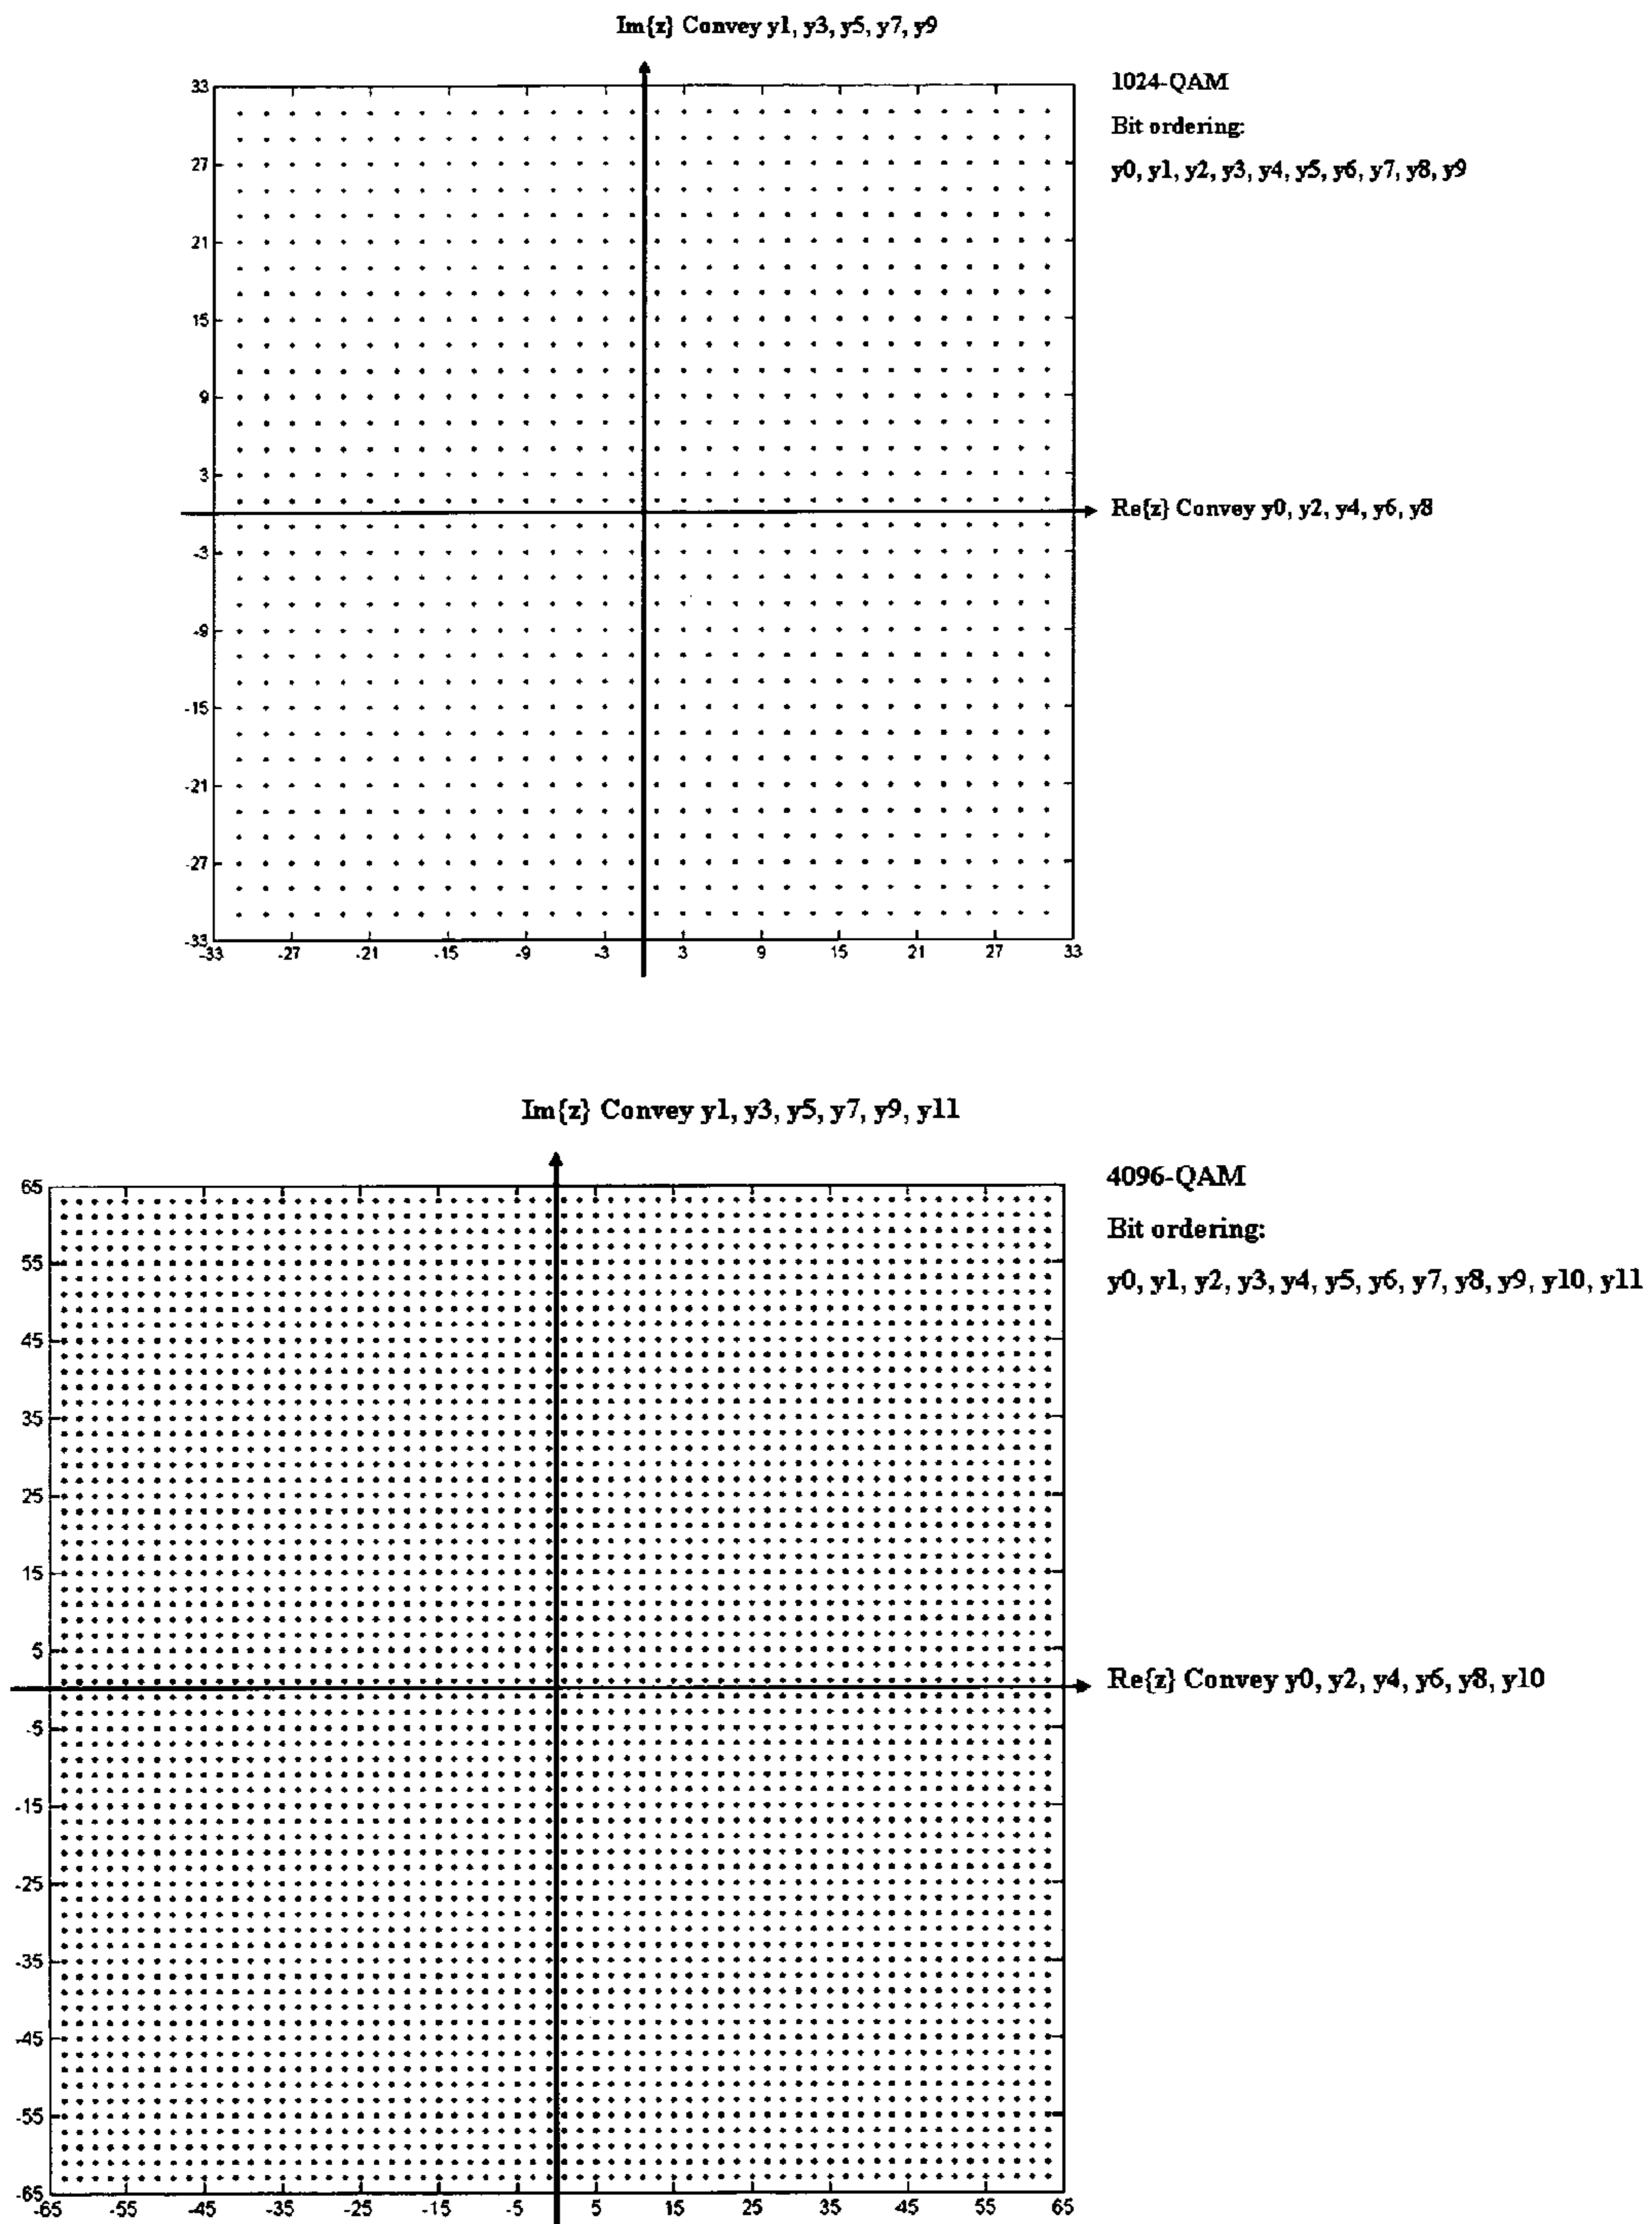 Im{z} Convey y1, y3, y5, y7, y9
1024-QAM
Bit ordering:
y0, y1, y2, y3, y4, y5, y6, y7, y8, y9
33
27
21
15
9
3
-3
-9
-15
-21
-27
-33
Re{z} Convey y0, y2, y4, y6, y8
-33 -27 -21 -15 -9 -3 3 9 15 21 27 33
Im{z} Convey y1, y3, y5, y7, y9, y11
4096-QAM
Bit ordering:
y0, y1, y2, y3, y4, y5, y6, y7, y8, y9, y10, y11
65
55
45
35
25
15
5
-5
-15
-25
-35
-45
-55
-65
Re{z} Convey y0, y2, y4, y6, y8, y10
-65 -55 -45 -35 -25 -15 -5 5 15 25 35 45 55 65